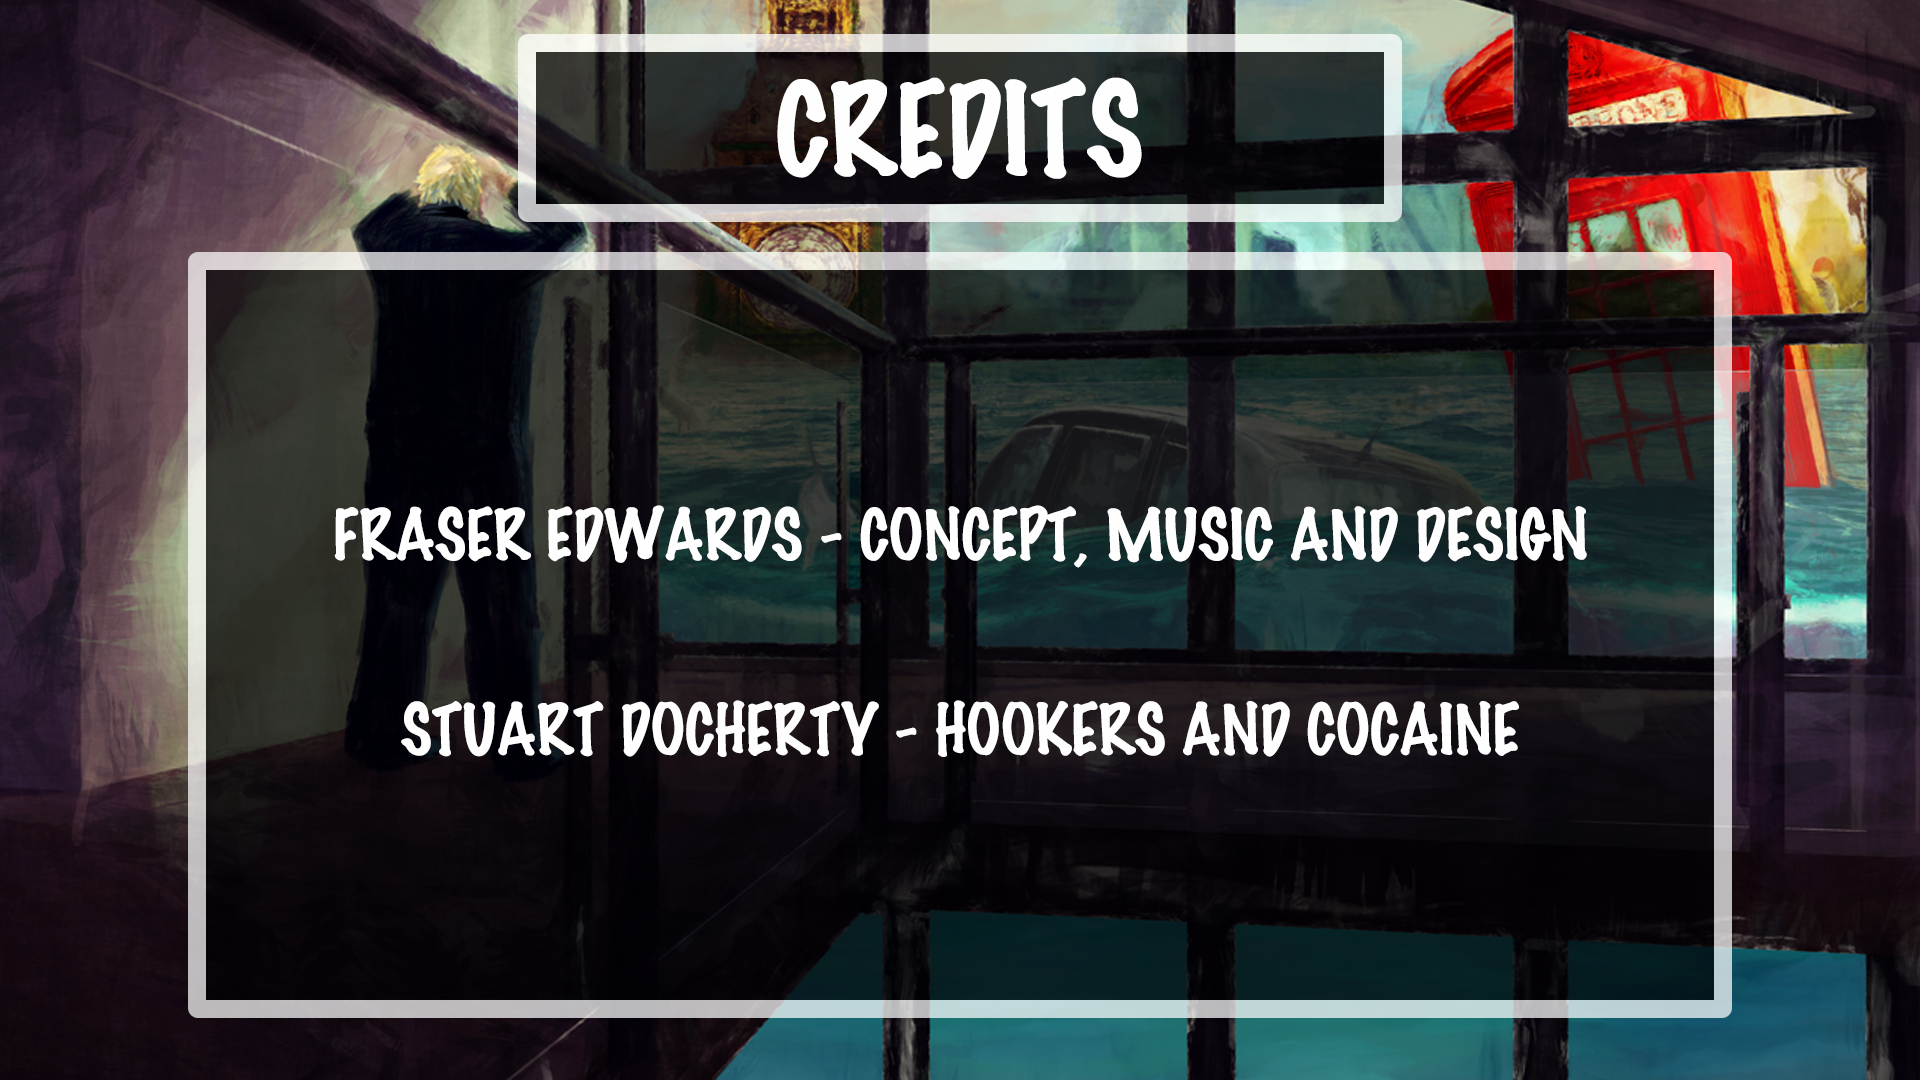 CREDITS
FRASER EDWARDS - CONCEPT, MUSIC AND DESIGN
STUART DOCHERTY - HOOKERS AND COCAINE